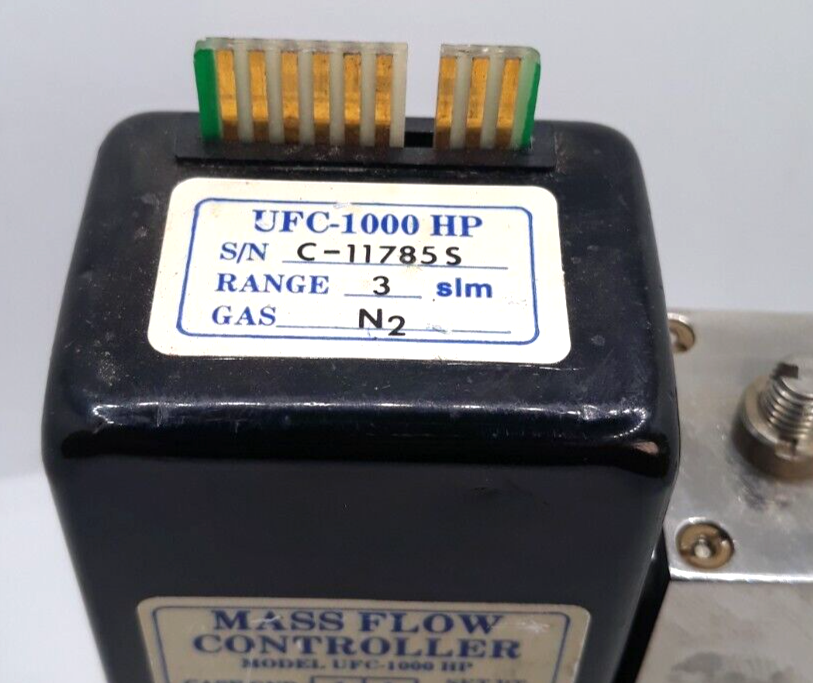 UFC-1000 HP
S/N C-11785S
RANGE 3 slm
GAS N2
MASS FLOW
CONTROLLER
MODEL UFC-1000 HP